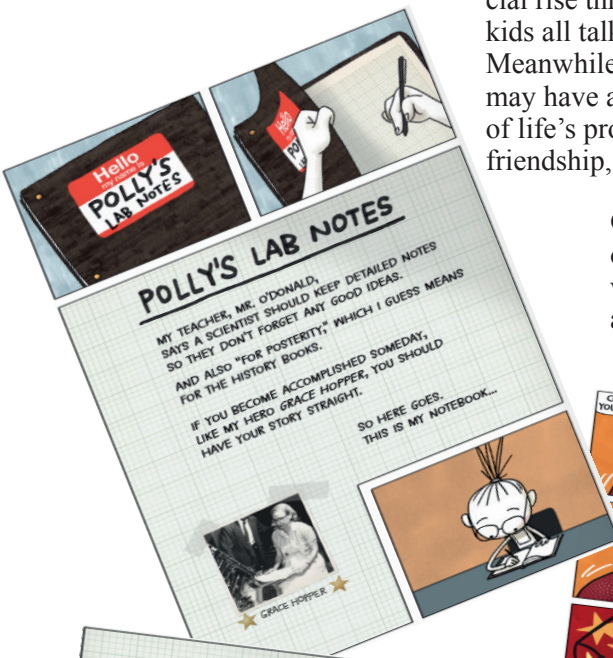 cial rise thr
kids all talk
Meanwhile
may have a
of life's pro
friendship,
Hello
my name is
POLLY'S
LAB NOTES
Hello
POLLY'S LAB NOTES
MY TEACHER, MR. O'DONALD,
SAYS A SCIENTIST SHOULD KEEP DETAILED NOTES
SO THEY DON'T FORGET ANY GOOD IDEAS.
AND ALSO "FOR POSTERITY," WHICH I GUESS MEANS
FOR THE HISTORY BOOKS.
IF YOU BECOME ACCOMPLISHED SOMEDAY,
LIKE MY HERO GRACE HOPPER, YOU SHOULD
HAVE YOUR STORY STRAIGHT.
SO HERE GOES.
THIS IS MY NOTEBOOK...
GRACE HOPPER